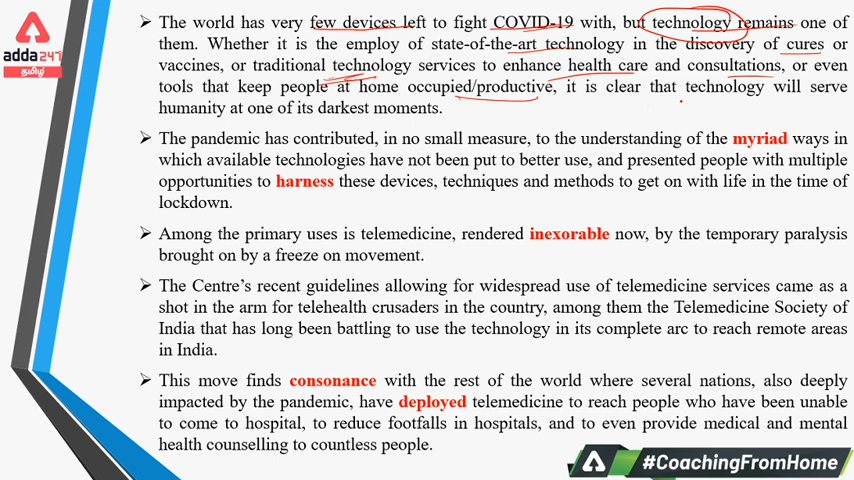 adda247
தமிழ்
➢ The world has very few devices left to fight COVID-19 with, but technology remains one of
them. Whether it is the employ of state-of-the-art technology in the discovery of cures or
vaccines, or traditional technology services to enhance health care and consultations, or even
tools that keep people at home occupied/productive, it is clear that technology will serve
humanity at one of its darkest moments.
➢ The pandemic has contributed, in no small measure, to the understanding of the myriad ways in
which available technologies have not been put to better use, and presented people with multiple
opportunities to harness these devices, techniques and methods to get on with life in the time of
lockdown.
➢ Among the primary uses is telemedicine, rendered inexorable now, by the temporary paralysis
brought on by a freeze on movement.
➢ The Centre’s recent guidelines allowing for widespread use of telemedicine services came as a
shot in the arm for telehealth crusaders in the country, among them the Telemedicine Society of
India that has long been battling to use the technology in its complete arc to reach remote areas
in India.
➢ This move finds consonance with the rest of the world where several nations, also deeply
impacted by the pandemic, have deployed telemedicine to reach people who have been unable
to come to hospital, to reduce footfalls in hospitals, and to even provide medical and mental
health counselling to countless people.
#CoachingFromHome